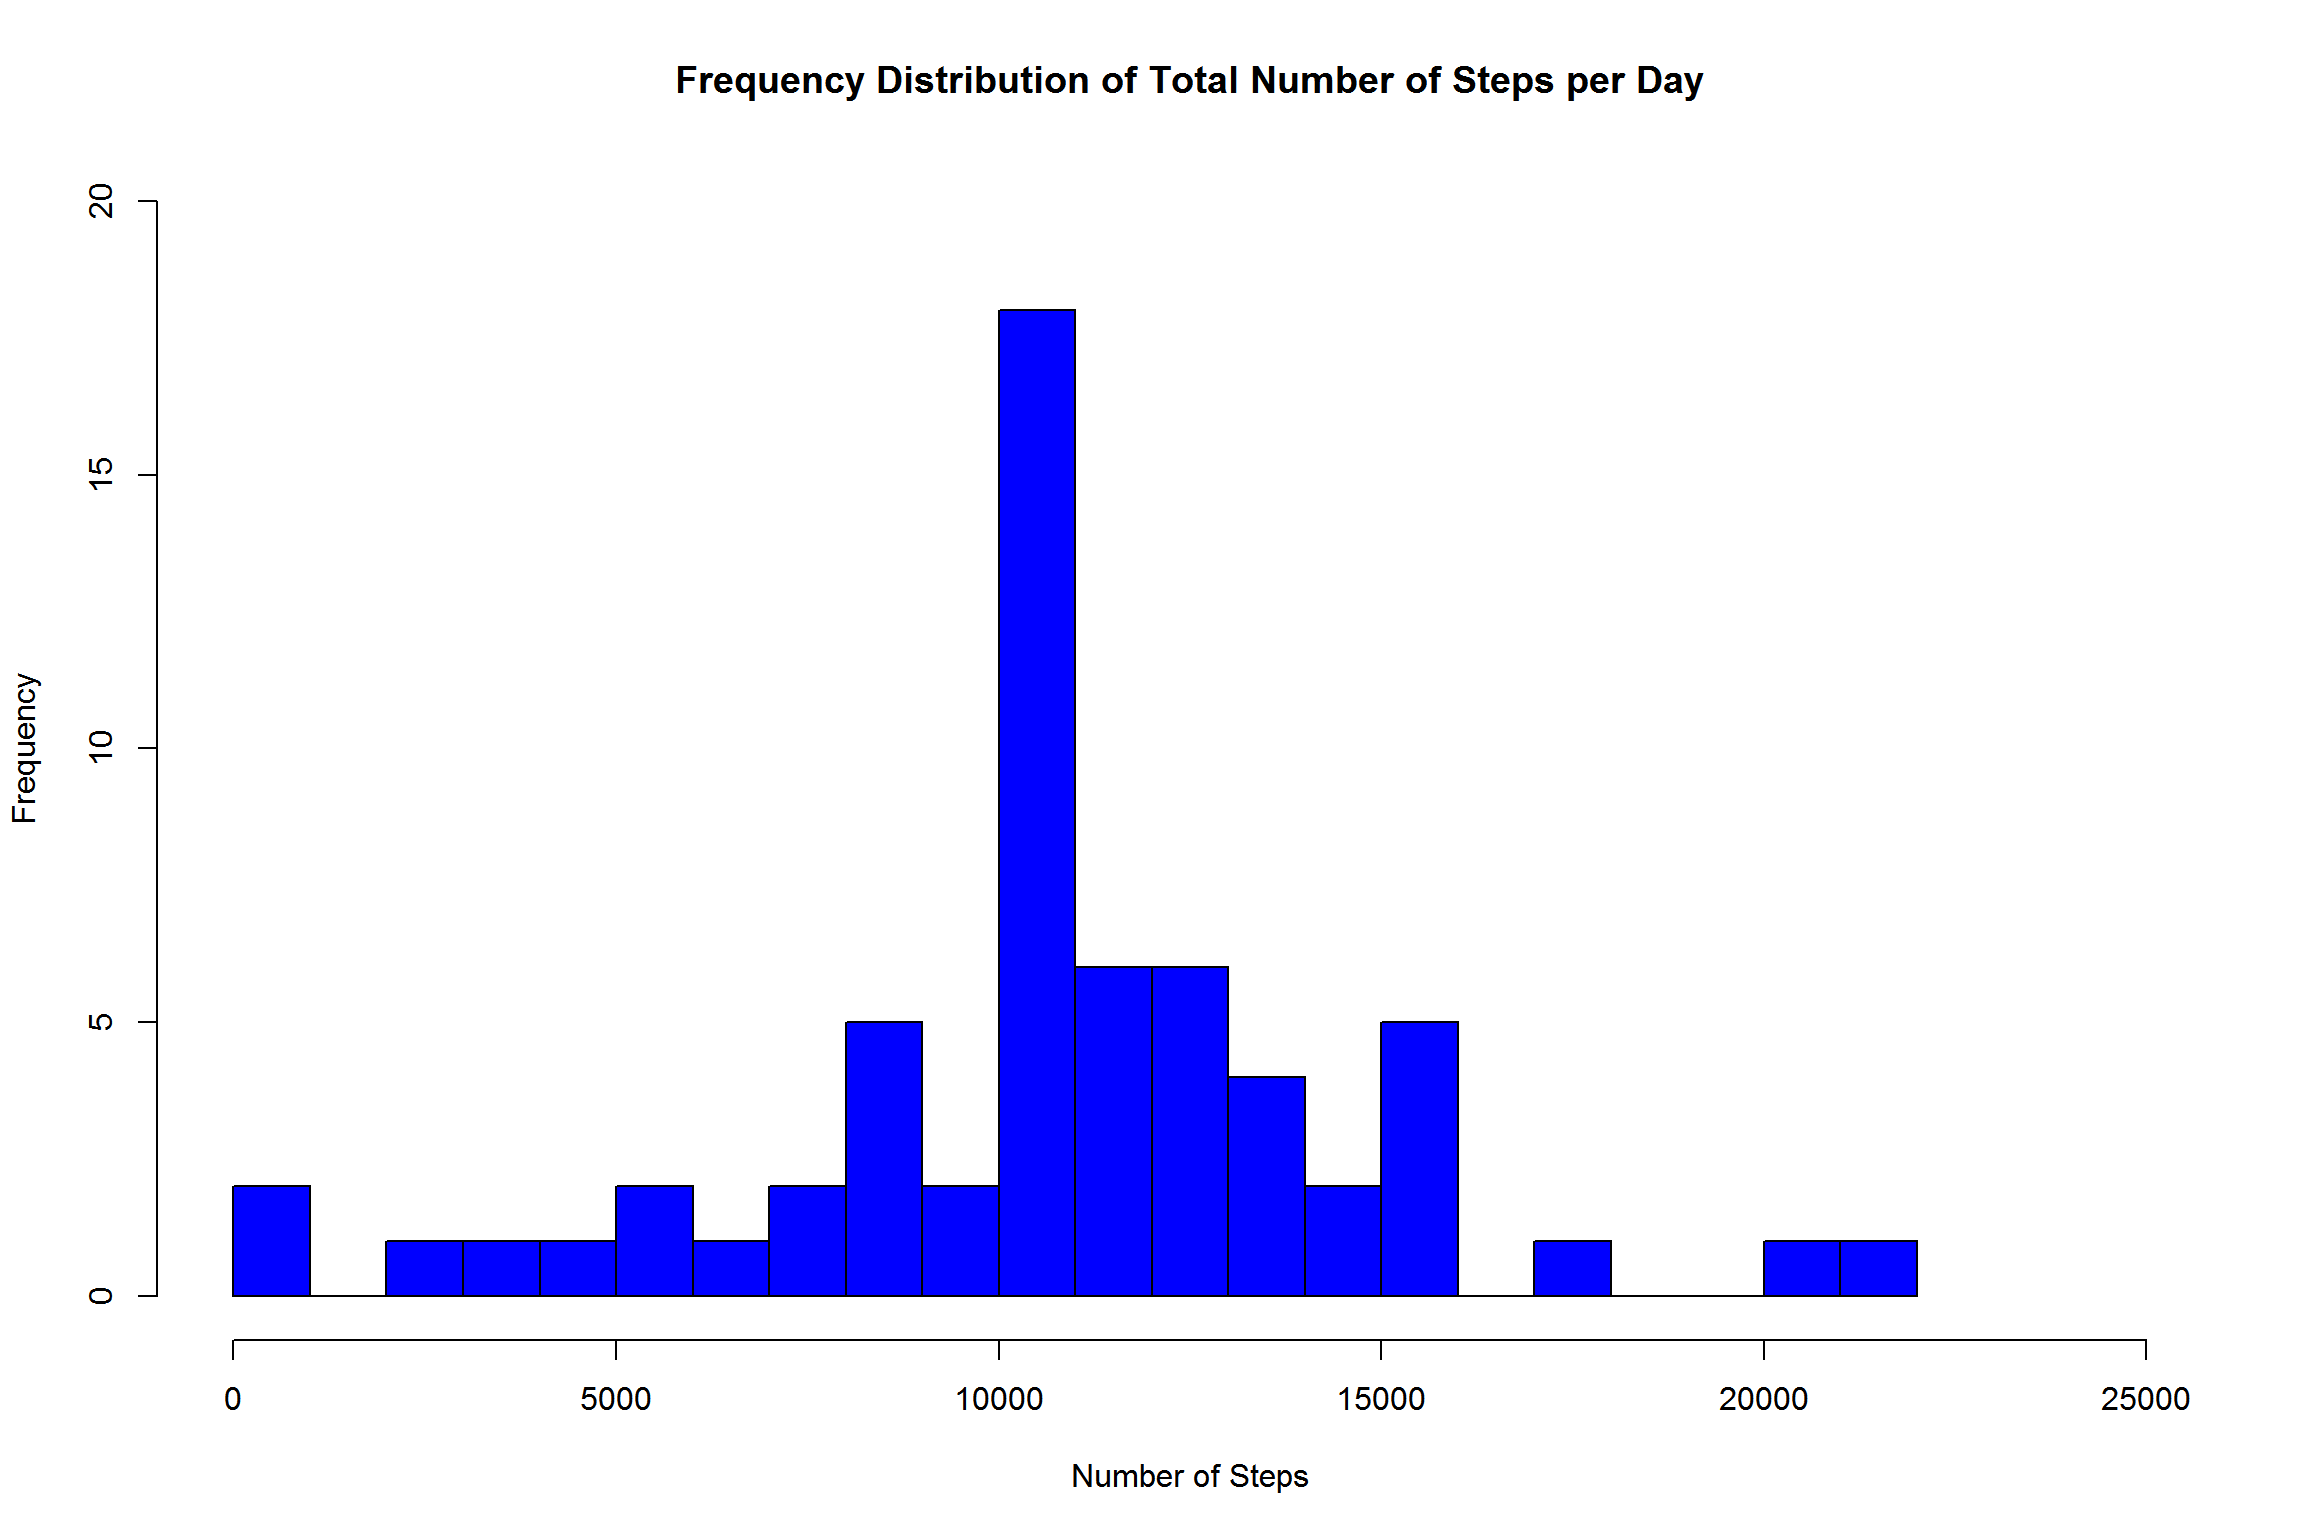 Frequency Distribution of Total Number of Steps per Day
20
15
10
5
0
Frequency
0 5000 10000 15000 20000 25000
Number of Steps